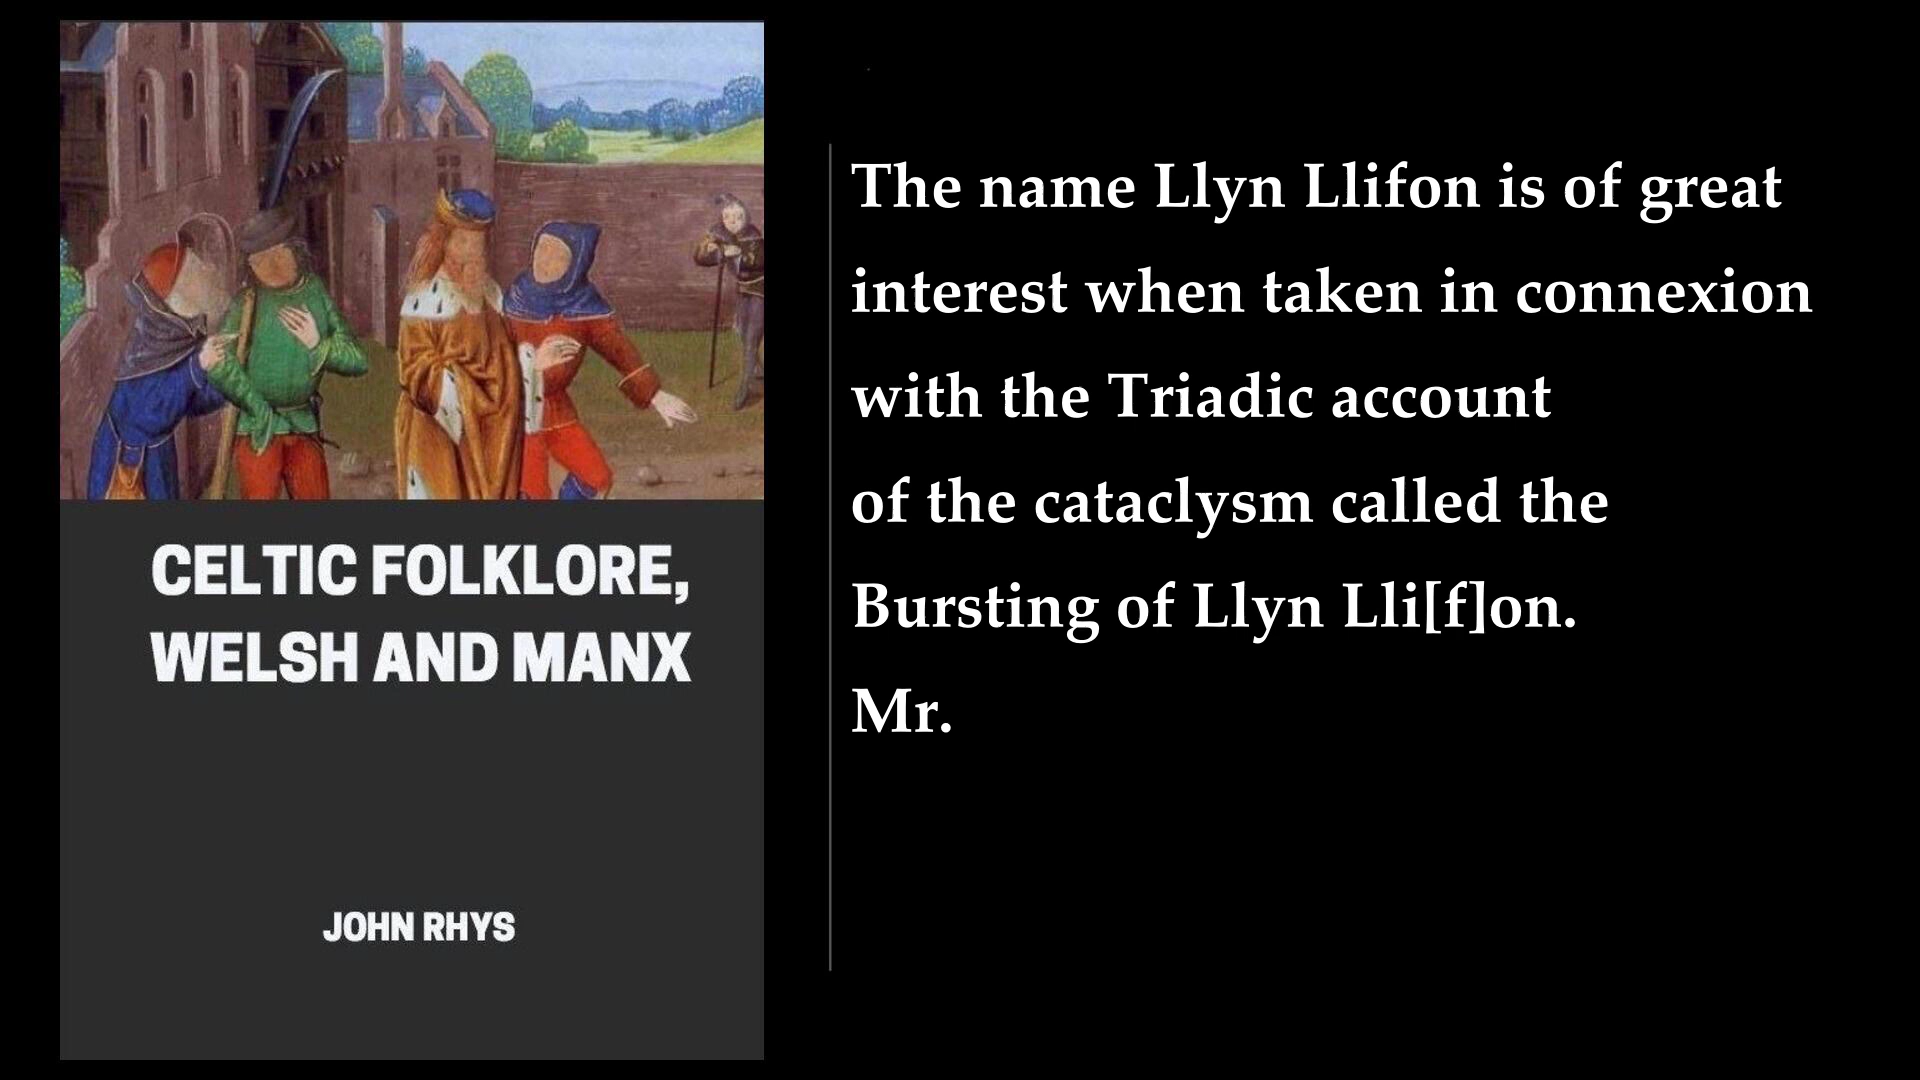 CELTIC FOLKLORE,
WELSH AND MANX
JOHN RHYS
The name Llyn Llifon is of great
interest when taken in connexion
with the Triadic account
of the cataclysm called the
Bursting of Llyn Lli[f]on.
Mr.